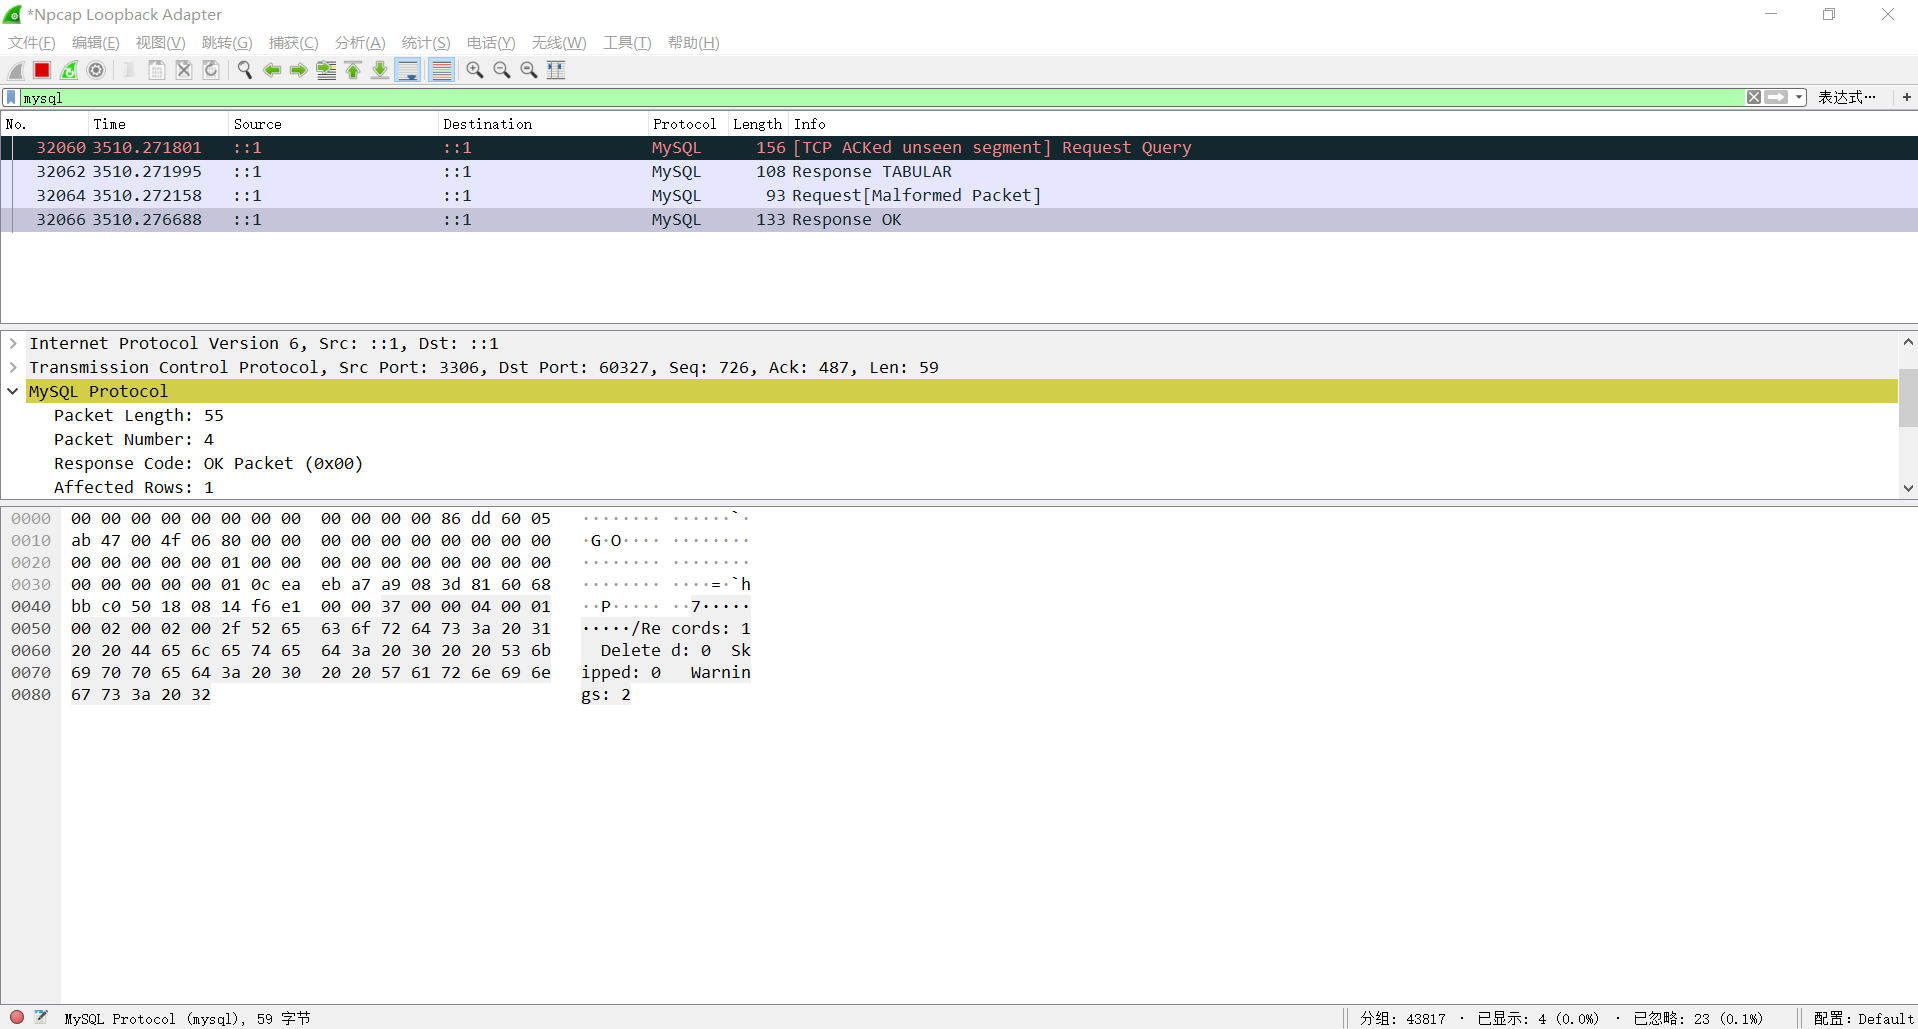 *Npcap Loopback Adapter
文件(F) 编辑(E) 视图(V) 跳转(G) 捕获(C) 分析(A) 统计(S) 电话(Y) 无线(W) 工具(T) 帮助(H)
mysql 表达式… +
No. Time Source Destination Protocol Length Info
32060 3510.271801 ::1 ::1 MySQL 156 [TCP ACKed unseen segment] Request Query
32062 3510.271995 ::1 ::1 MySQL 108 Response TABULAR
32064 3510.272158 ::1 ::1 MySQL 93 Request[Malformed Packet]
32066 3510.276688 ::1 ::1 MySQL 133 Response OK
Internet Protocol Version 6, Src: ::1, Dst: ::1
Transmission Control Protocol, Src Port: 3306, Dst Port: 60327, Seq: 726, Ack: 487, Len: 59
MySQL Protocol
Packet Length: 55
Packet Number: 4
Response Code: OK Packet (0x00)
Affected Rows: 1
0000 00 00 00 00 00 00 00 00 00 00 00 00 86 dd 60 05 ········ ······`·
0010 ab 47 00 4f 06 80 00 00 00 00 00 00 00 00 00 00 ·G·O···· ········
0020 00 00 00 00 00 01 00 00 00 00 00 00 00 00 00 00 ········ ········
0030 00 00 00 00 00 01 0c ea eb a7 a9 08 3d 81 60 68 ········ ····=·`h
0040 bb c0 50 18 08 14 f6 e1 00 00 37 00 00 04 00 01 ··P····· ··7·····
0050 00 02 00 02 00 2f 52 65 63 6f 72 64 73 3a 20 31 ·····/Re cords: 1
0060 20 20 44 65 6c 65 74 65 64 3a 20 30 20 20 53 6b Delete d: 0 Sk
0070 69 70 70 65 64 3a 20 30 20 20 57 61 72 6e 69 6e ipped: 0 Warnin
0080 67 73 3a 20 32 gs: 2
MySQL Protocol (mysql), 59 字节 分组: 43817 · 已显示: 4 (0.0%) · 已忽略: 23 (0.1%) 配置: Default